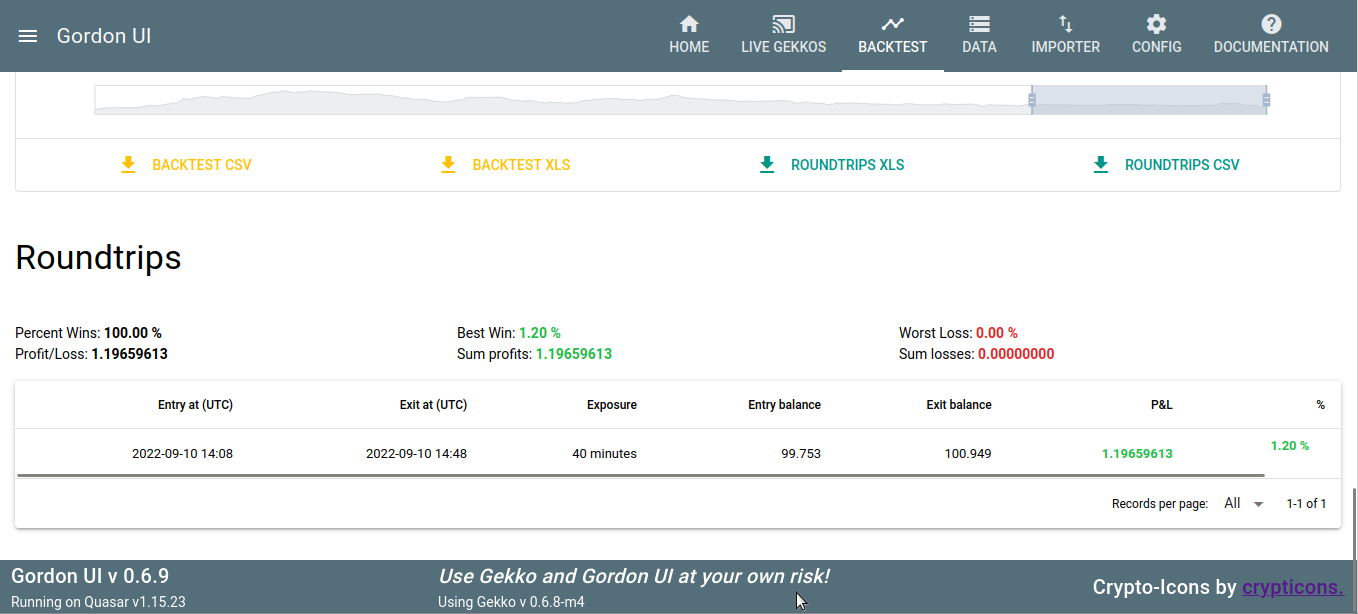 Gordon UI
HOME LIVE GEKKOS BACKTEST DATA IMPORTER CONFIG DOCUMENTATION
BACKTEST CSV BACKTEST XLS ROUNDTRIPS XLS ROUNDTRIPS CSV
Roundtrips
Percent Wins: 100.00 % Best Win: 1.20 % Worst Loss: 0.00 %
Profit/Loss: 1.19659613 Sum profits: 1.19659613 Sum losses: 0.00000000
Entry at (UTC) Exit at (UTC) Exposure Entry balance Exit balance P&L %
2022-09-10 14:08 2022-09-10 14:48 40 minutes 99.753 100.949 1.19659613 1.20 %
Records per page: All 1-1 of 1
Gordon UI v 0.6.9 Use Gekko and Gordon UI at your own risk! Crypto-Icons by crypticons.
Running on Quasar v1.15.23 Using Gekko v 0.6.8-m4